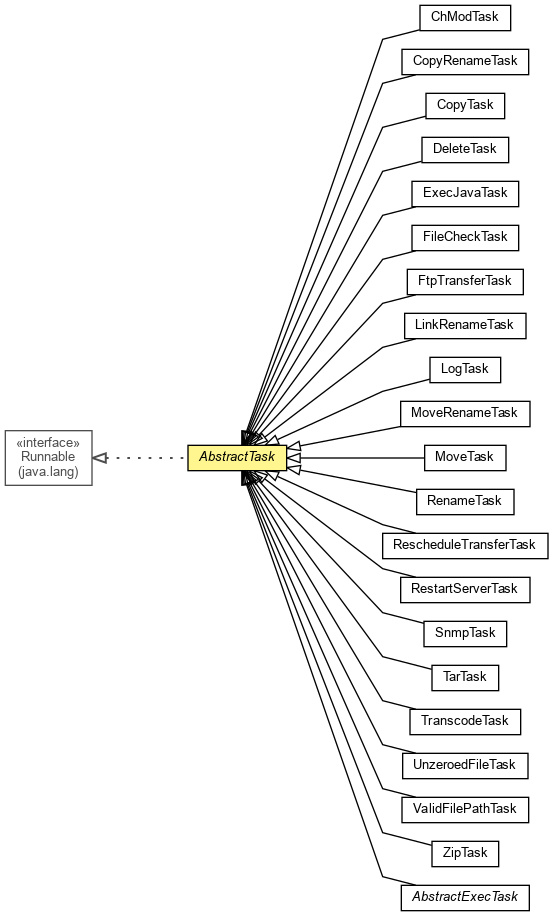 ChModTask
CopyRenameTask
CopyTask
DeleteTask
ExecJavaTask
FileCheckTask
FtpTransferTask
LinkRenameTask
LogTask
MoveRenameTask
«interface»
Runnable
(java.lang)
AbstractTask
MoveTask
RenameTask
RescheduleTransferTask
RestartServerTask
SnmpTask
TarTask
TranscodeTask
UnzeroedFileTask
ValidFilePathTask
ZipTask
AbstractExecTask